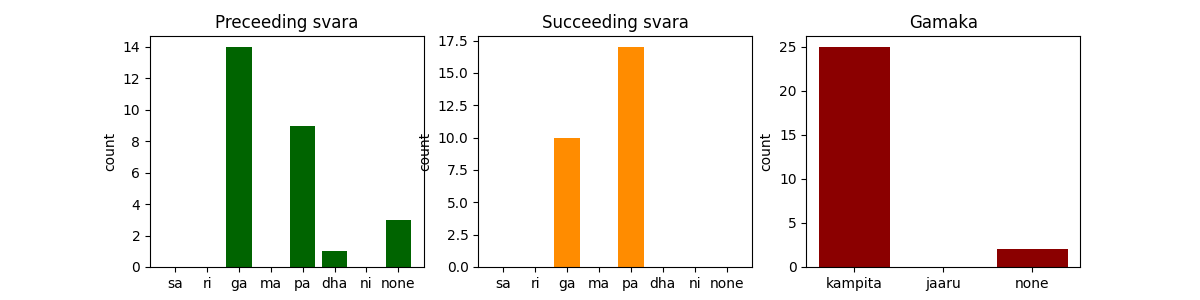 Preceeding svara
count
14
12
10
8
6
4
2
0
sa ri ga ma pa dha ni none
Succeeding svara
count
17.5
15.0
12.5
10.0
7.5
5.0
2.5
0.0
sa ri ga ma pa dha ni none
Gamaka
count
25
20
15
10
5
0
kampita jaaru none